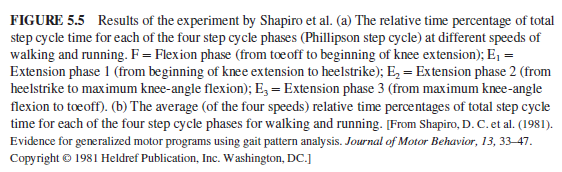 FIGURE 5.5 Results of the experiment by Shapiro et al. (a) The relative time percentage of total
step cycle time for each of the four step cycle phases (Phillipson step cycle) at different speeds of
walking and running. F = Flexion phase (from toeoff to beginning of knee extension); E₁ =
Extension phase 1 (from beginning of knee extension to heelstrike); E₂ = Extension phase 2 (from
heelstrike to maximum knee-angle flexion); E₃ = Extension phase 3 (from maximum knee-angle
flexion to toeoff). (b) The average (of the four speeds) relative time percentages of total step cycle
time for each of the four step cycle phases for walking and running. [From Shapiro, D. C. et al. (1981).
Evidence for generalized motor programs using gait pattern analysis. Journal of Motor Behavior, 13, 33–47.
Copyright © 1981 Heldref Publication, Inc. Washington, DC.]